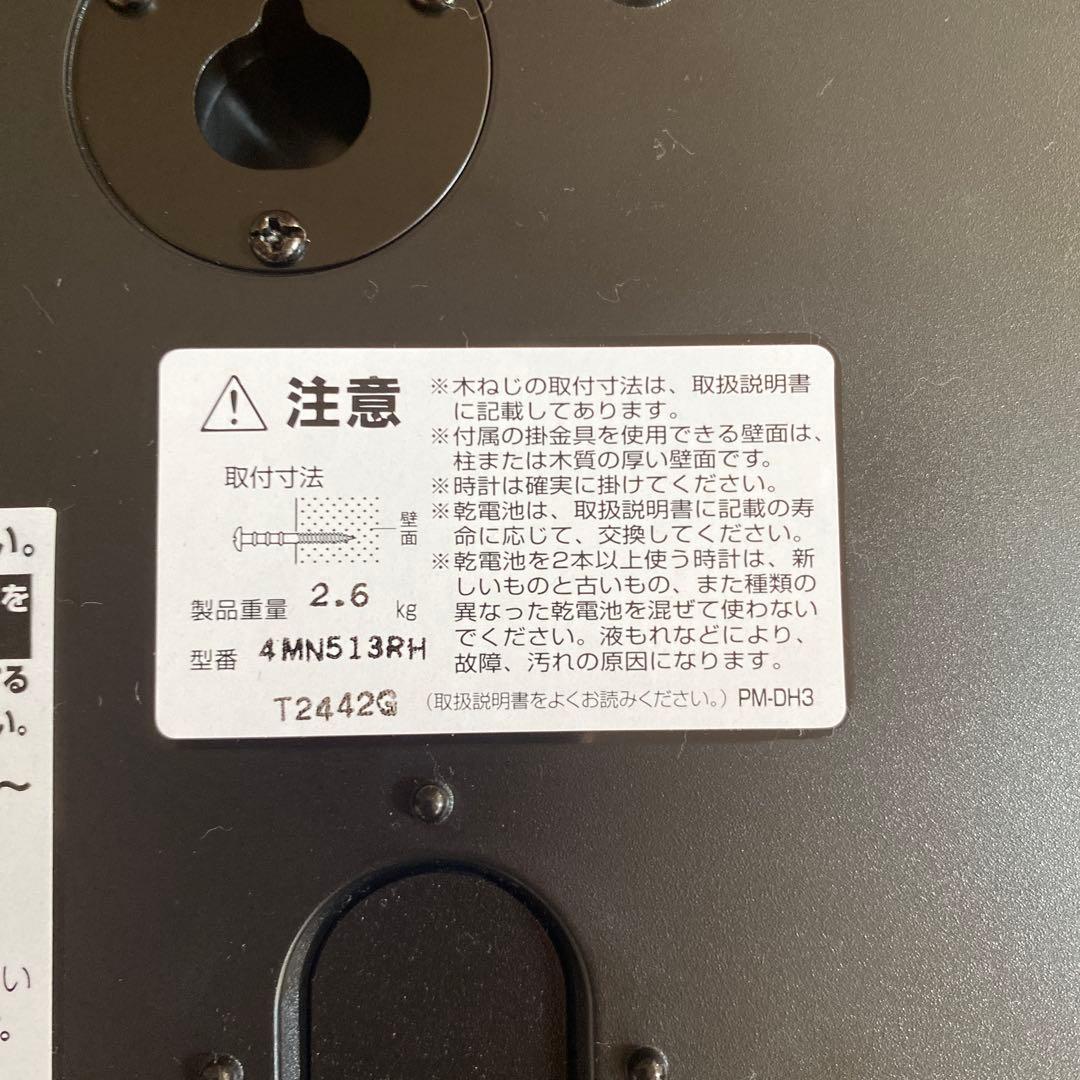 注意
取付寸法
壁面
製品重量 2.6 kg
型番 4MN513RH
T2442G
※木ねじの取付寸法は、取扱説明書
に記載してあります。
※付属の掛金具を使用できる壁面は、
柱または木質の厚い壁面です。
※時計は確実に掛けてください。
※乾電池は、取扱説明書に記載の寿
命に応じて、交換してください。
※乾電池を2本以上使う時計は、新
しいものと古いもの、また種類の
異なった乾電池を混ぜて使わない
でください。液もれなどにより、
故障、汚れの原因になります。
（取扱説明書をよくお読みください。）PM-DH3
い。
を
る
い。
〜
い
。